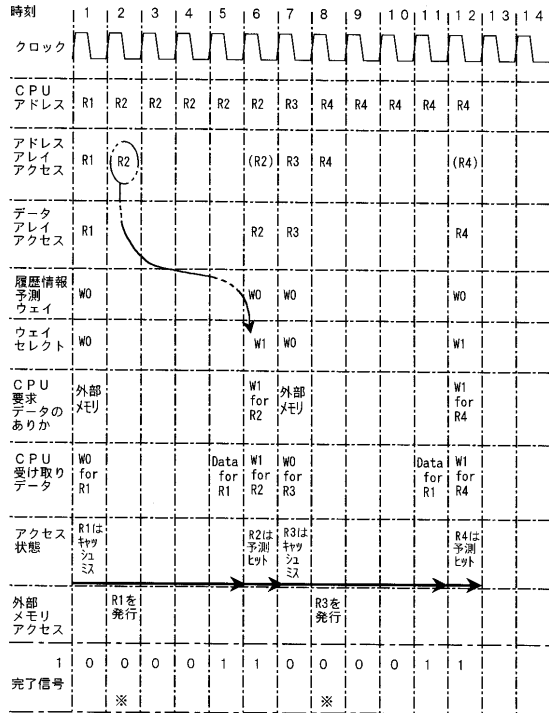 時刻 1 2 3 4 5 6 7 8 9 10 11 12 13 14
クロック
CPU
アドレス R1 R2 R2 R2 R2 R2 R3 R4 R4 R4 R4 R4
アドレス
アレイ
アクセス R1 R2 (R2) R3 R4 (R4)
データ
アレイ
アクセス R1 R2 R3 R4
履歴情報
予測
ウェイ W0 W0 W0 W0
ウェイ
セレクト W0 W1 W0 W1
CPU 外部 W1 外部 W1
要求 メモリ for メモリ for
データの R2 R4
ありか
CPU W0 Data W1 W0 Data W1
受け取り for for for for for for
データ R1 R1 R2 R3 R1 R4
アクセス R1は R2は R3は R4は
状態 キャッ 予測 キャッ 予測
シュ ヒット シュ ヒット
ミス ミス
外部 R1を R3を
メモリ 発行 発行
アクセス
1 0 0 0 0 1 1 0 0 0 0 1 1
完了信号
※ ※